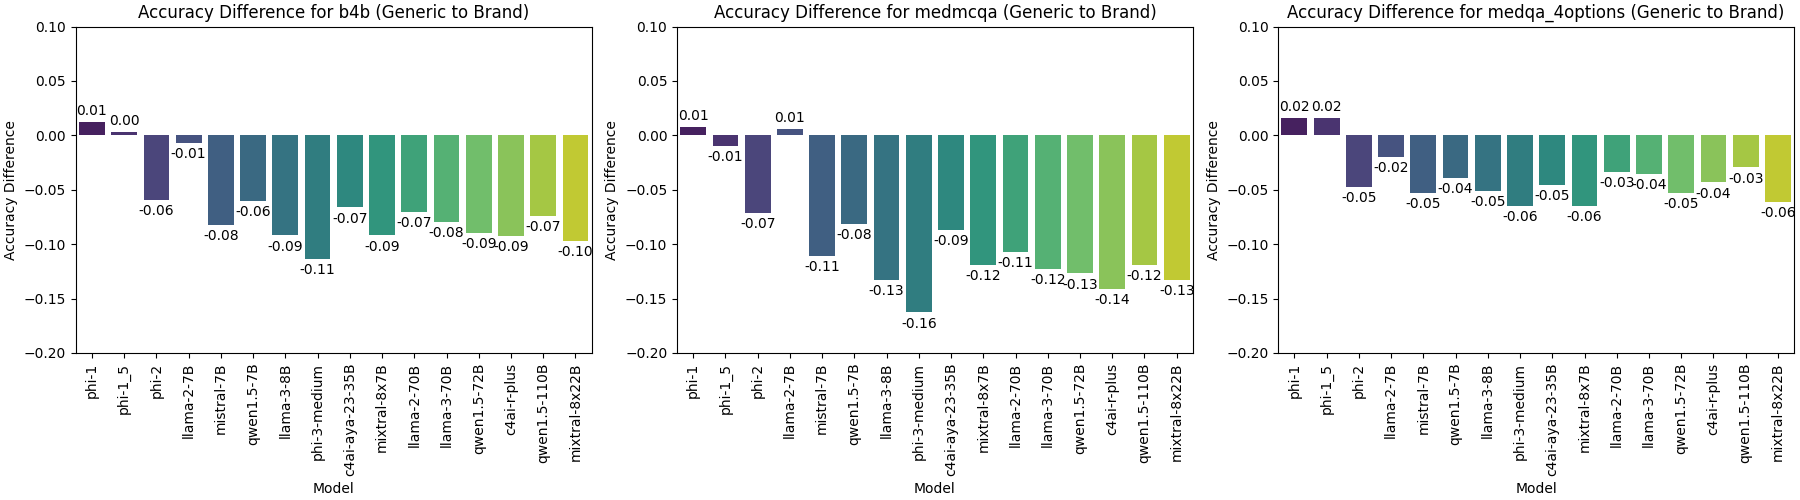 Accuracy Difference for b4b (Generic to Brand)
Accuracy Difference
0.10
0.05
0.00
−0.05
−0.10
−0.15
−0.20
0.01
0.00
-0.06
-0.01
-0.08
-0.06
-0.09
-0.11
-0.07
-0.09
-0.07
-0.08
-0.09
-0.09
-0.07
-0.10
phi-1
phi-1_5
phi-2
llama-2-7B
mistral-7B
qwen1.5-7B
llama-3-8B
phi-3-medium
c4ai-aya-23-35B
mixtral-8x7B
llama-2-70B
llama-3-70B
qwen1.5-72B
c4ai-r-plus
qwen1.5-110B
mixtral-8x22B
Model
Accuracy Difference for medmcqa (Generic to Brand)
Accuracy Difference
0.10
0.05
0.00
−0.05
−0.10
−0.15
−0.20
0.01
-0.01
-0.07
0.01
-0.11
-0.08
-0.13
-0.16
-0.09
-0.12
-0.11
-0.12
-0.13
-0.14
-0.12
-0.13
phi-1
phi-1_5
phi-2
llama-2-7B
mistral-7B
qwen1.5-7B
llama-3-8B
phi-3-medium
c4ai-aya-23-35B
mixtral-8x7B
llama-2-70B
llama-3-70B
qwen1.5-72B
c4ai-r-plus
qwen1.5-110B
mixtral-8x22B
Model
Accuracy Difference for medqa_4options (Generic to Brand)
Accuracy Difference
0.10
0.05
0.00
−0.05
−0.10
−0.15
−0.20
0.02
0.02
-0.05
-0.02
-0.05
-0.04
-0.05
-0.06
-0.05
-0.06
-0.03
-0.04
-0.05
-0.04
-0.03
-0.06
phi-1
phi-1_5
phi-2
llama-2-7B
mistral-7B
qwen1.5-7B
llama-3-8B
phi-3-medium
c4ai-aya-23-35B
mixtral-8x7B
llama-2-70B
llama-3-70B
qwen1.5-72B
c4ai-r-plus
qwen1.5-110B
mixtral-8x22B
Model